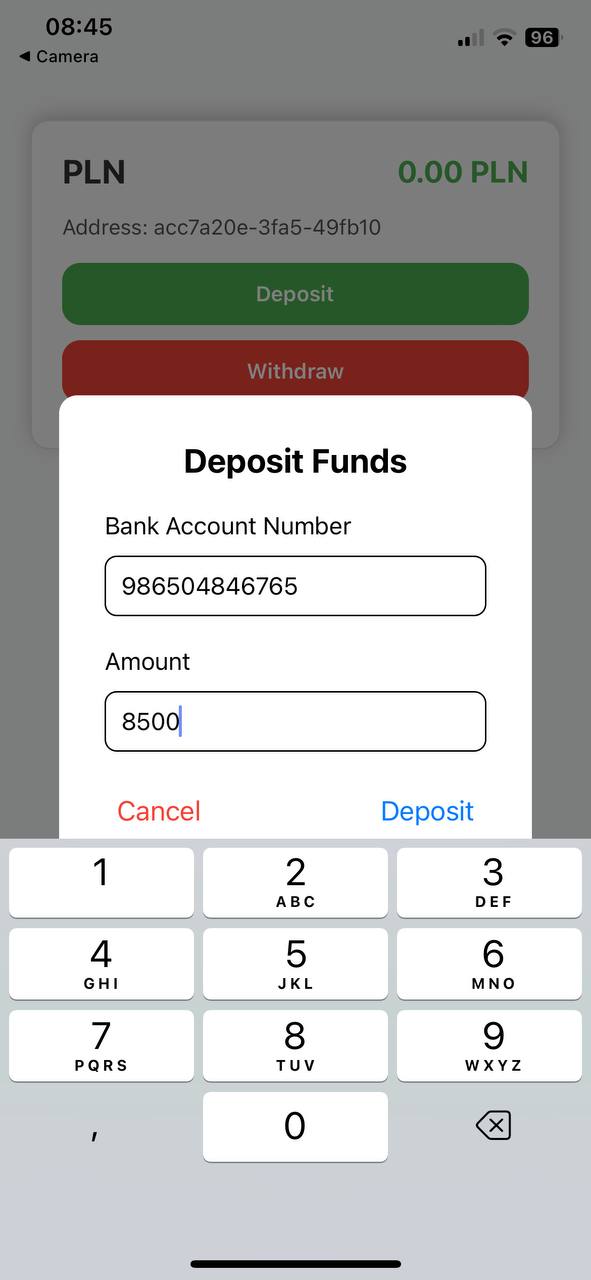 08:45
96
◀ Camera
PLN
0.00 PLN
Address: acc7a20e-3fa5-49fb10
Deposit
Withdraw
Deposit Funds
Bank Account Number
986504846765
Amount
8500
Cancel
Deposit
1 2 3
ABC DEF
4 5 6
GHI JKL MNO
7 8 9
PQRS TUV WXYZ
, 0